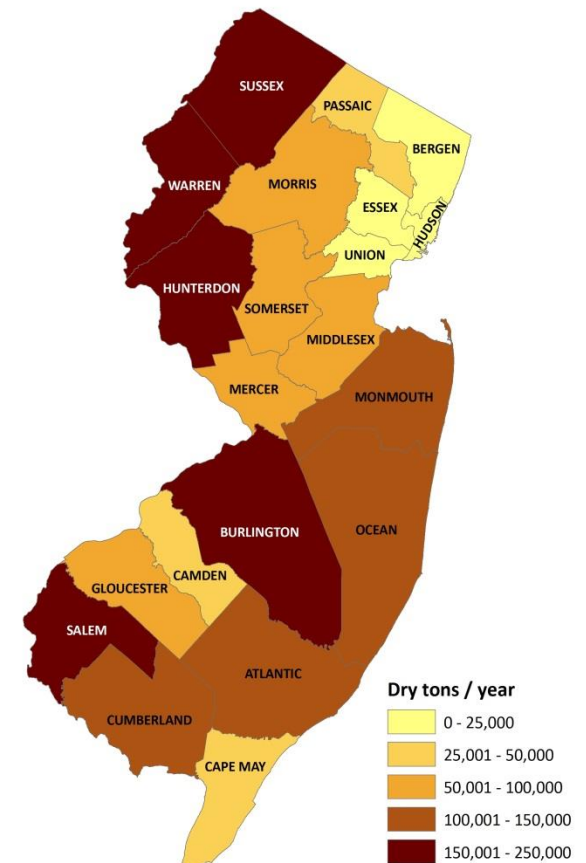 SUSSEX
PASSAIC
BERGEN
WARREN
MORRIS
ESSEX
HUDSON
UNION
HUNTERDON
SOMERSET
MIDDLESEX
MERCER
MONMOUTH
BURLINGTON
OCEAN
CAMDEN
GLOUCESTER
SALEM
ATLANTIC
CUMBERLAND
CAPE MAY
Dry tons / year
0 - 25,000
25,001 - 50,000
50,001 - 100,000
100,001 - 150,000
150,001 - 250,000